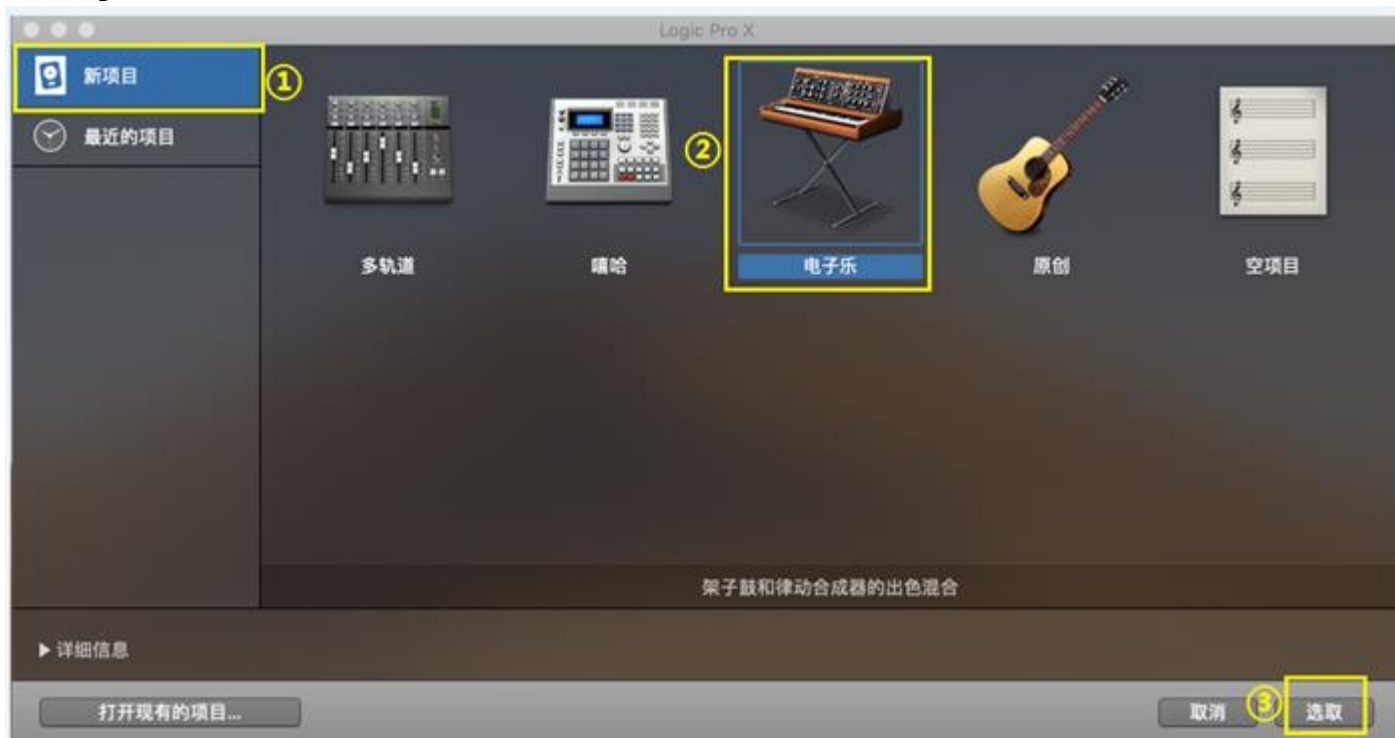 Logic Pro X
新项目
①
最近的项目
②
多轨道
嘻哈
电子乐
原创
空项目
架子鼓和律动合成器的出色混合
▶ 详细信息
打开现有的项目...
取消
③
选取